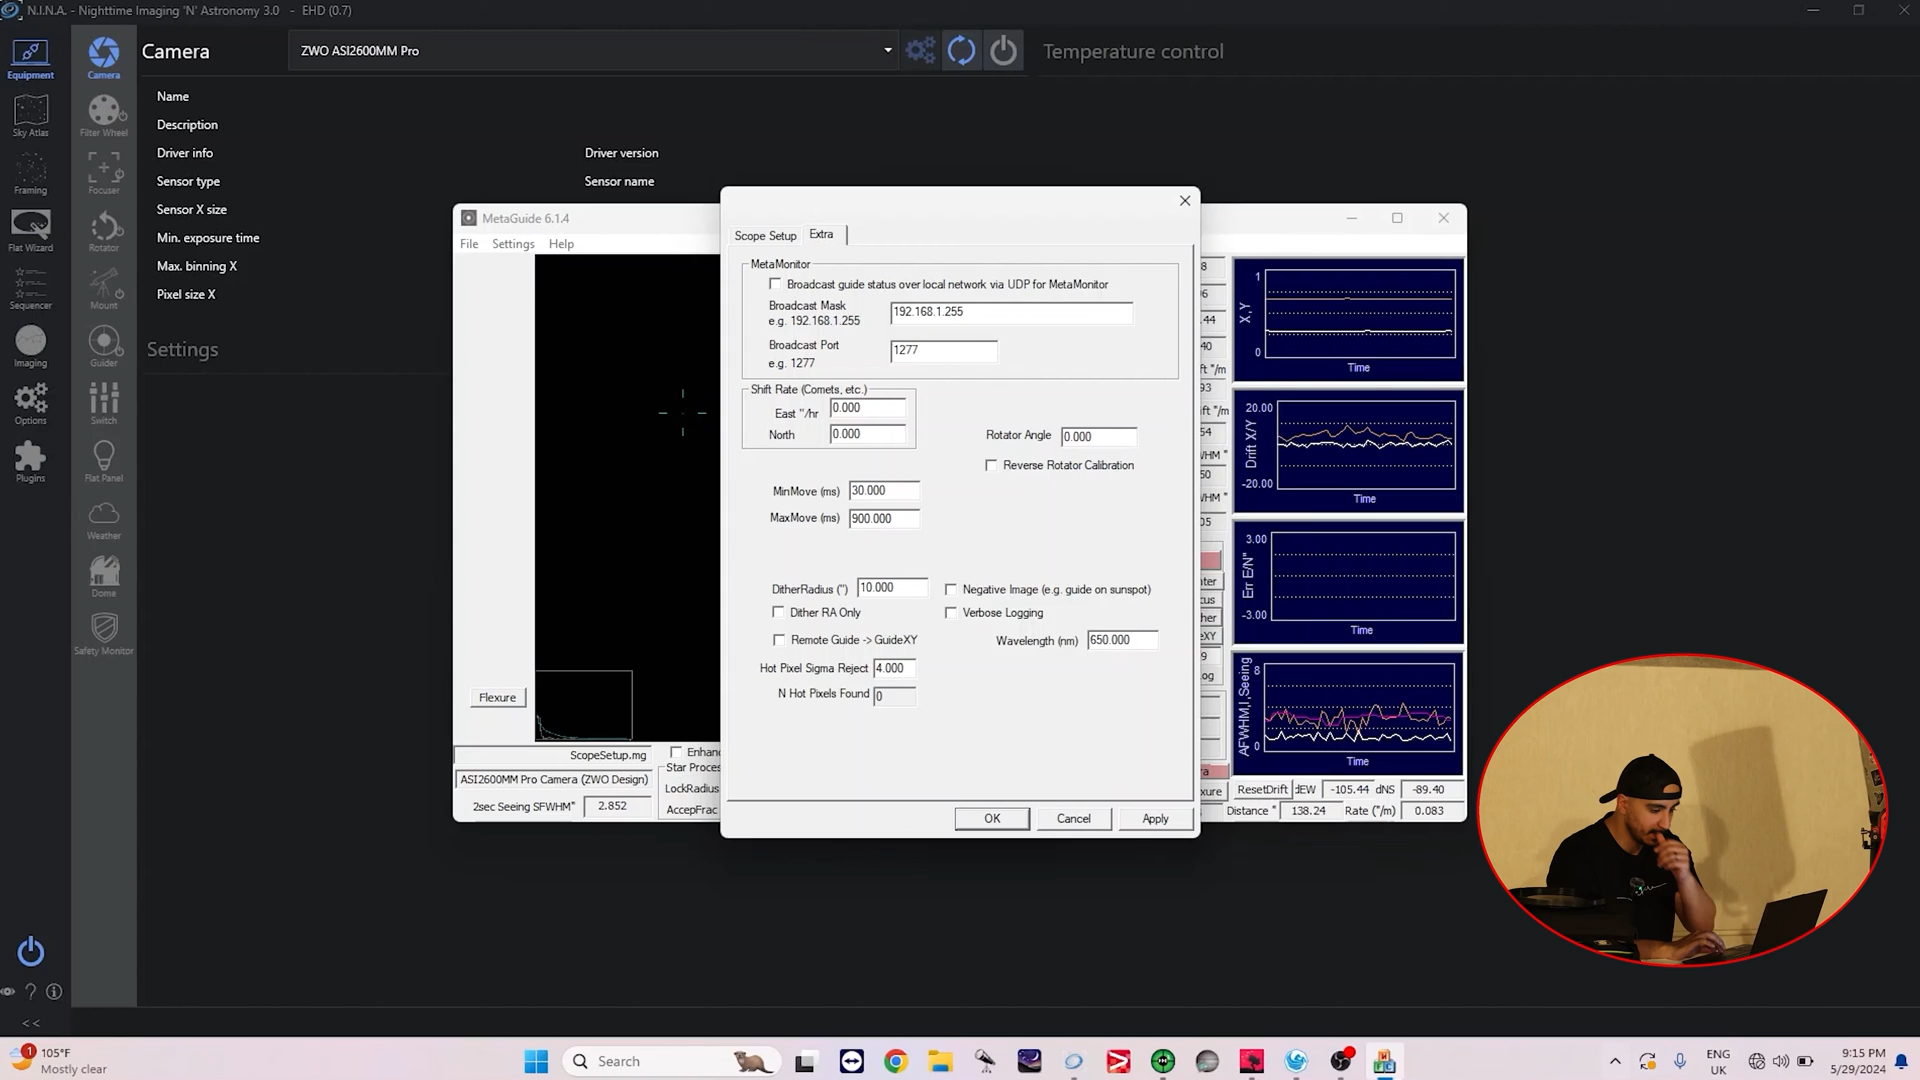 N.I.N.A. - Nighttime Imaging 'N' Astronomy 3.0 - EHD (0.7)
Equipment
Sky Atlas
Framing
Flat Wizard
Sequencer
Imaging
Options
Plugins
<<
Camera
Filter Wheel
Focuser
Rotator
Mount
Guider
Switch
Flat Panel
Weather
Dome
Safety Monitor
Camera
ZWO ASI2600MM Pro
Temperature control
Name
Description
Driver info
Driver version
Sensor type
Sensor name
Sensor X size
Min. exposure time
Max. binning X
Pixel size X
Settings
MetaGuide 6.1.4
File Settings Help
Flexure
ScopeSetup.mg
Enhanc
ASI2600MM Pro Camera (ZWO Design)
Star Proces
LockRadius
2sec Seeing SFWHM" 2.852
AccepFrac
Scope Setup Extra
MetaMonitor
Broadcast guide status over local network via UDP for MetaMonitor
Broadcast Mask
e.g. 192.168.1.255
192.168.1.255
Broadcast Port
e.g. 1277
1277
Shift Rate (Comets, etc.)
East "/hr 0.000
North 0.000
Rotator Angle 0.000
Reverse Rotator Calibration
MinMove (ms) 30.000
MaxMove (ms) 900.000
DitherRadius (") 10.000
Negative Image (e.g. guide on sunspot)
Dither RA Only
Verbose Logging
Remote Guide -> GuideXY
Wavelength (nm) 650.000
Hot Pixel Sigma Reject 4.000
N Hot Pixels Found 0
OK Cancel Apply
1
X,Y
0
Time
20.00
Drift X/Y
-20.00
Time
3.00
Err E/N"
-3.00
Time
8
AFWHM,I,Seeing
0
Time
ResetDrift dEW -105.44 dNS -89.40
Distance " 138.24 Rate ("/m) 0.083
1
105°F
Mostly clear
Search
ENG
UK
9:15 PM
5/29/2024